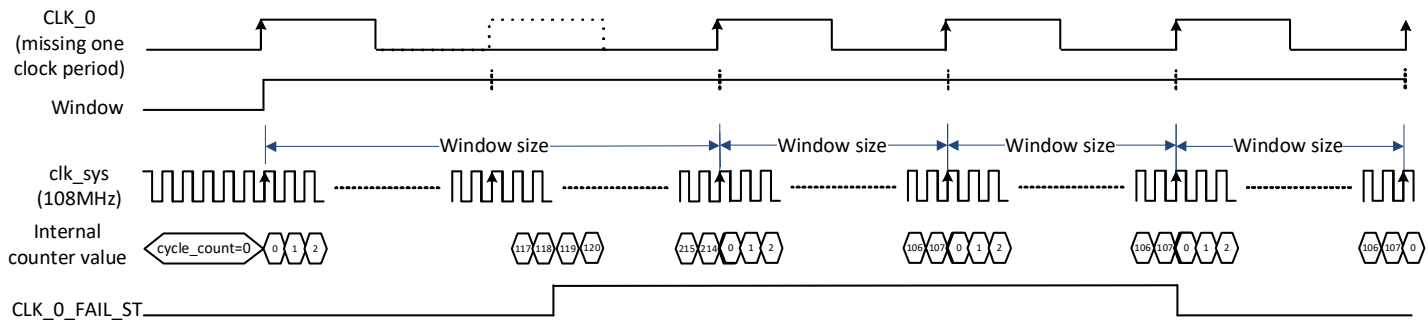 CLK_0
(missing one
clock period)
Window
Window size Window size Window size Window size
clk_sys
(108MHz)
Internal
counter value
cycle_count=0 0 1 2 117 118 119 120 215 214 0 1 2 106 107 0 1 2 106 107 0 1 2 106 107 0
CLK_0_FAIL_ST